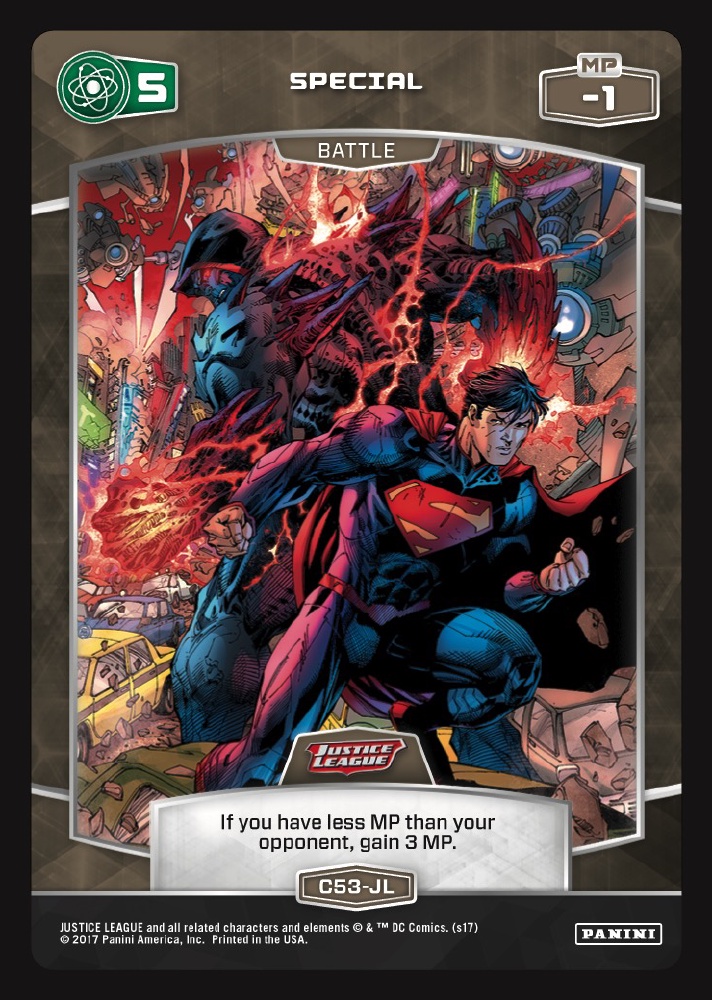 5
SPECIAL
MP
-1
BATTLE
JUSTICE
LEAGUE
If you have less MP than your
opponent, gain 3 MP.
C53-JL
JUSTICE LEAGUE and all related characters and elements © & ™ DC Comics. (s17)
© 2017 Panini America, Inc. Printed in the USA.
PANINI